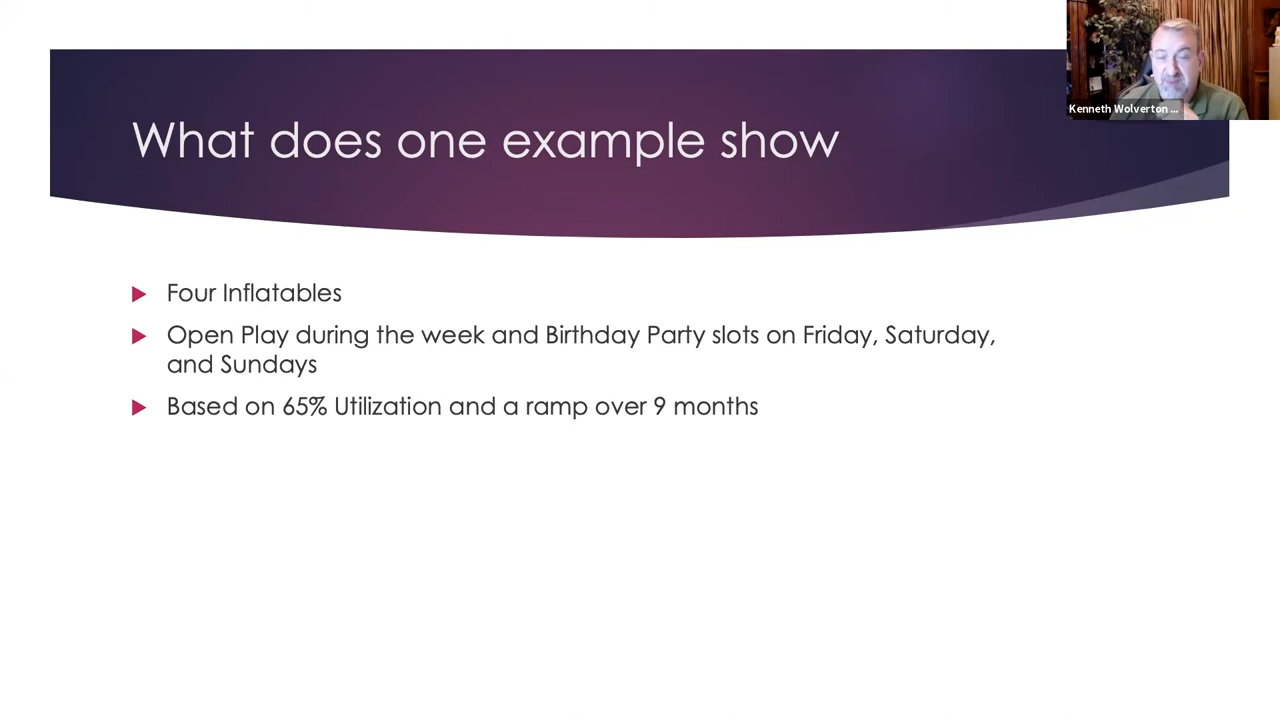 What does one example show
Kenneth Wolverton ...
Four Inflatables
Open Play during the week and Birthday Party slots on Friday, Saturday,
and Sundays
Based on 65% Utilization and a ramp over 9 months